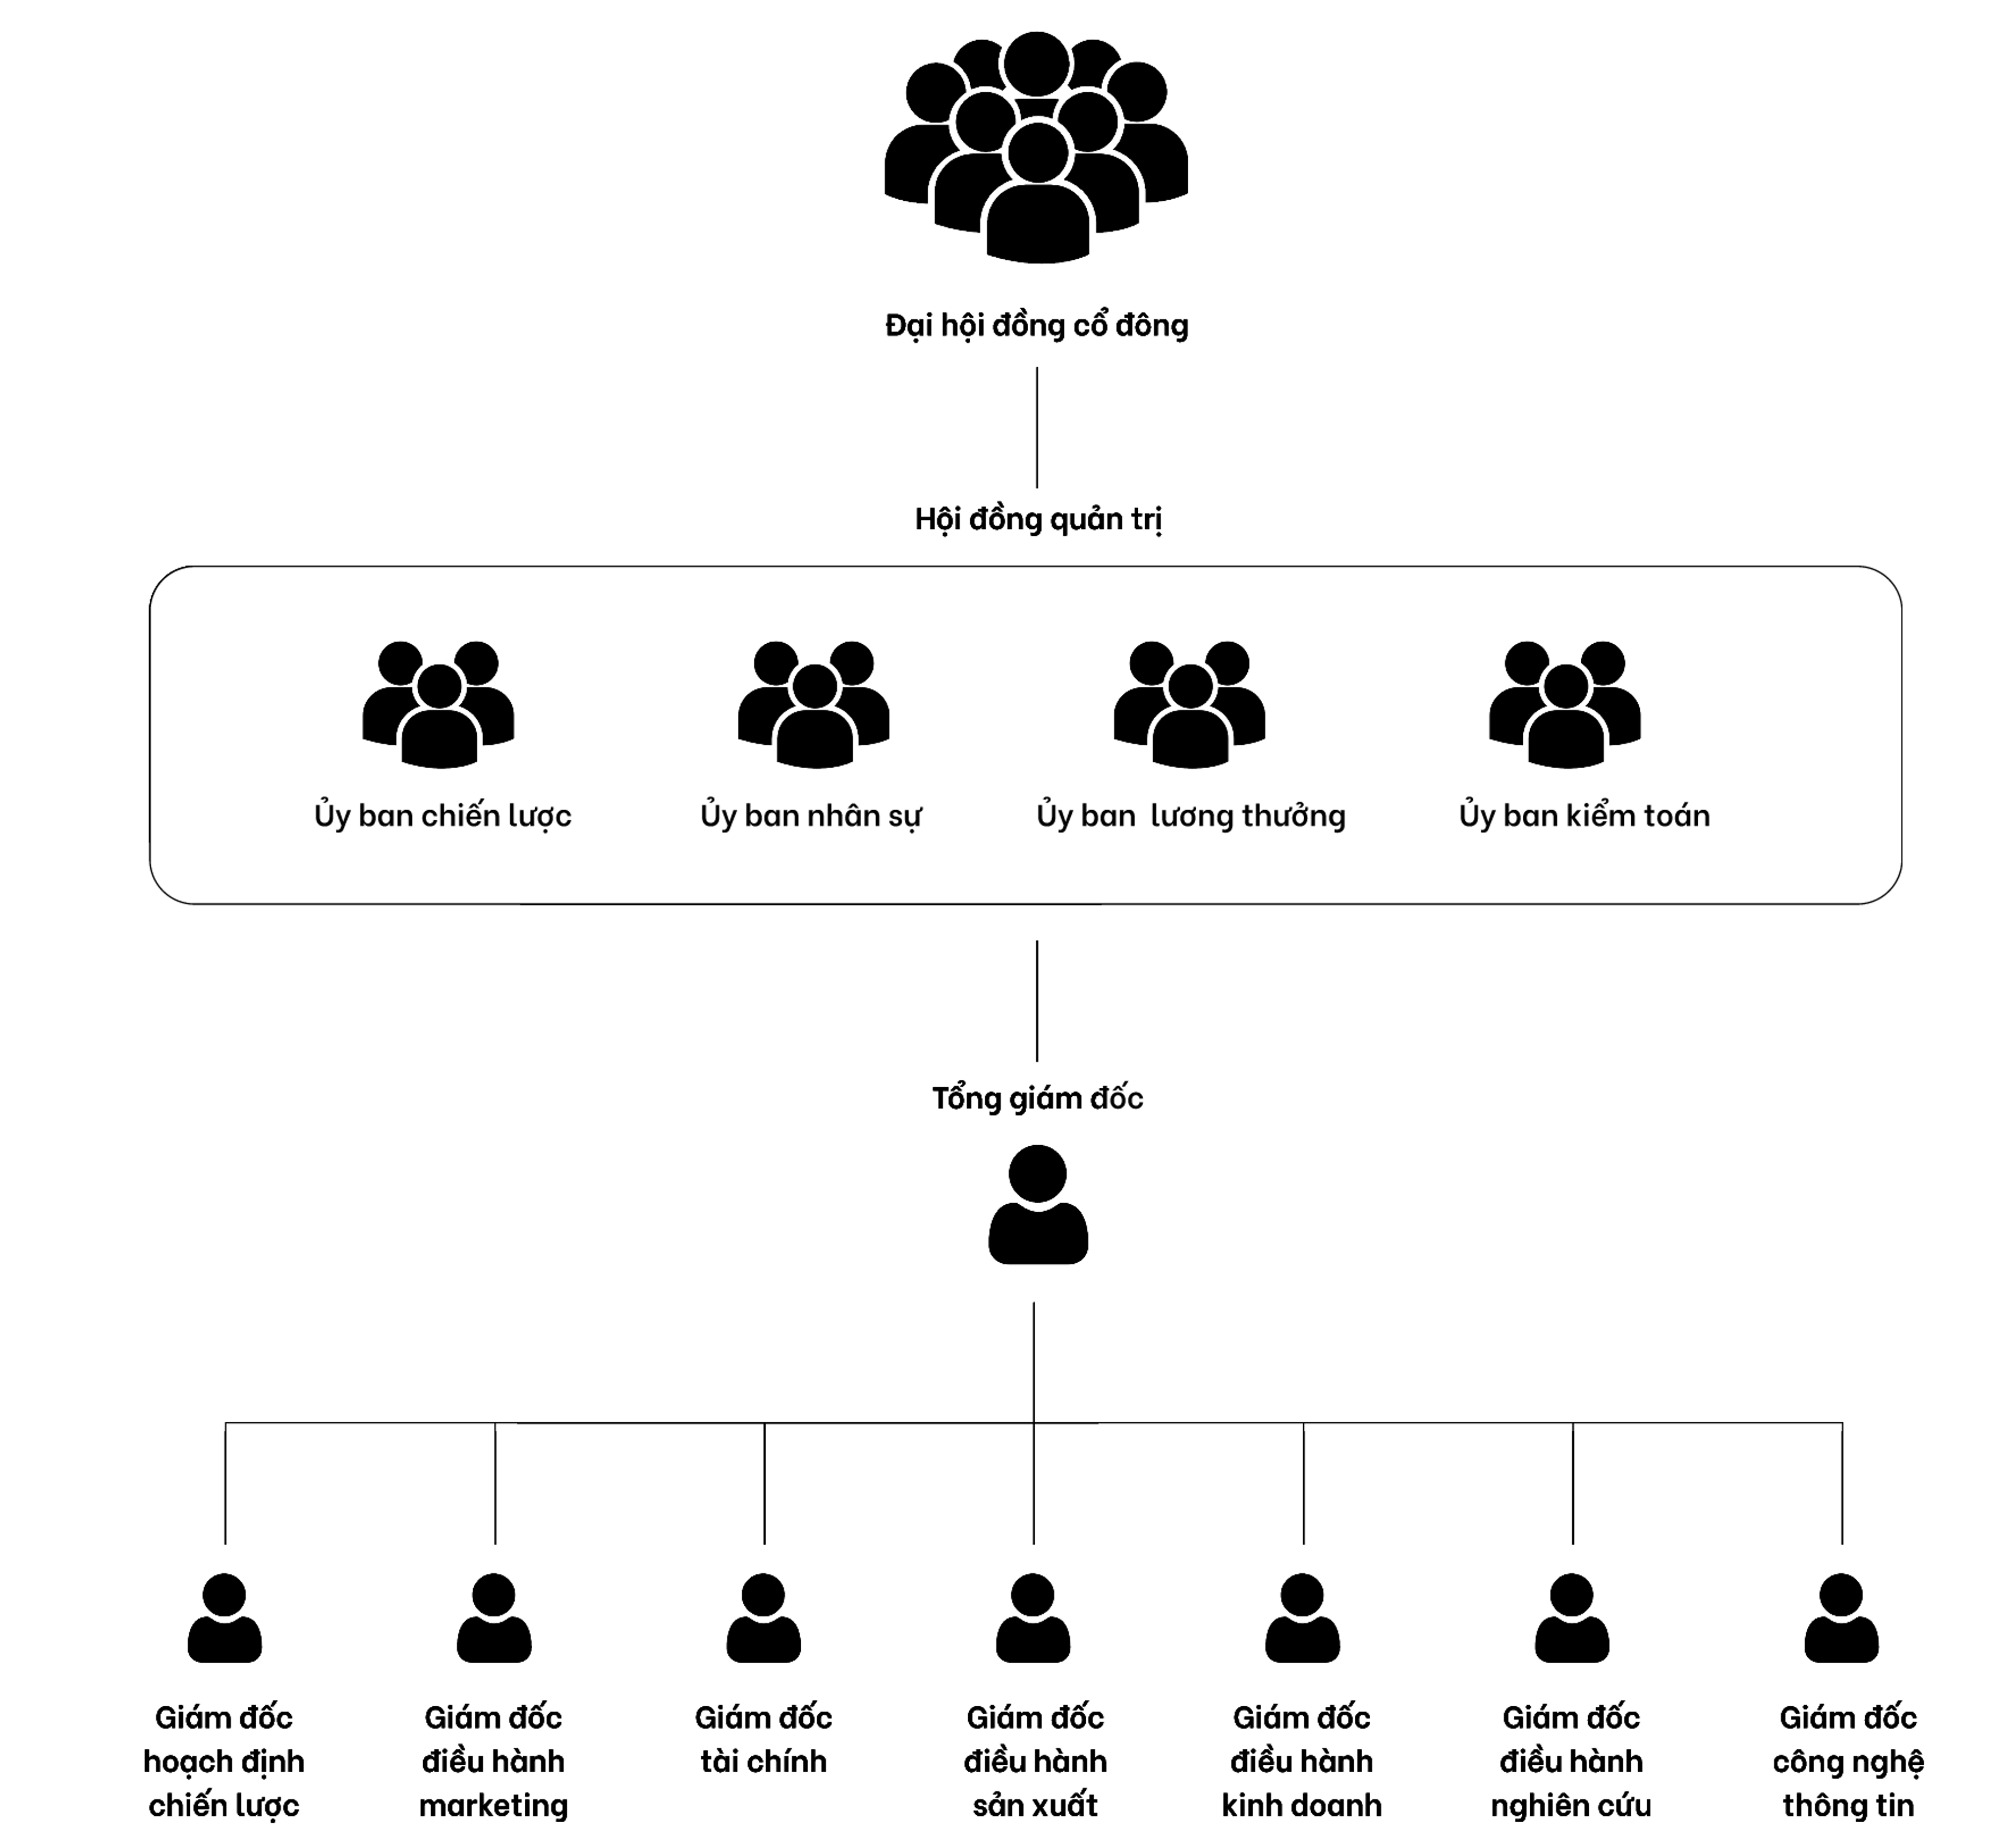 Đại hội đồng cổ đông
Hội đồng quản trị
Ủy ban chiến lược
Ủy ban nhân sự
Ủy ban lương thưởng
Ủy ban kiểm toán
Tổng giám đốc
Giám đốc
hoạch định
chiến lược
Giám đốc
điều hành
marketing
Giám đốc
tài chính
Giám đốc
điều hành
sản xuất
Giám đốc
điều hành
kinh doanh
Giám đốc
điều hành
nghiên cứu
Giám đốc
công nghệ
thông tin